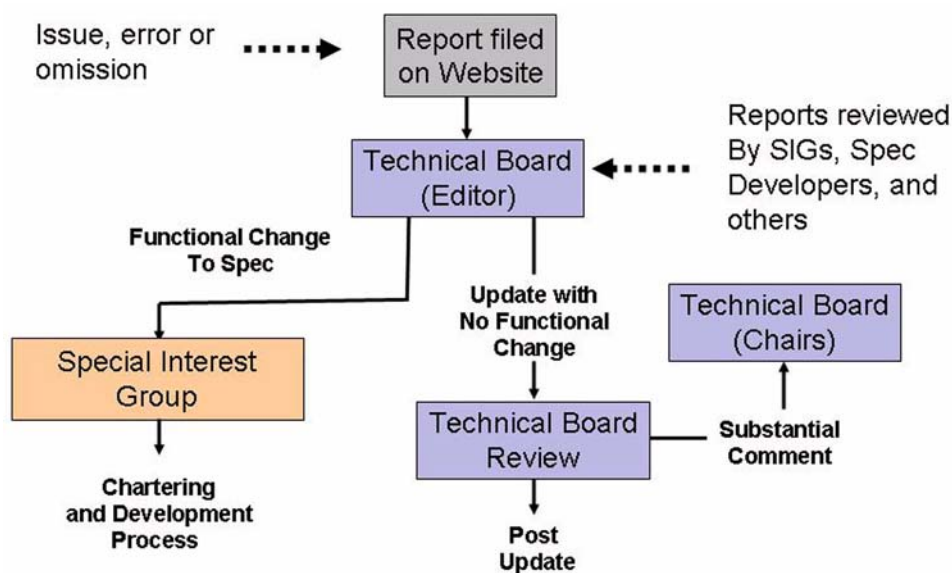 Issue, error or
omission
Report filed
on Website
Technical Board
(Editor)
Reports reviewed
By SIGs, Spec
Developers, and
others
Functional Change
To Spec
Update with
No Functional
Change
Technical Board
(Chairs)
Special Interest
Group
Technical Board
Review
Substantial
Comment
Chartering
and Development
Process
Post
Update